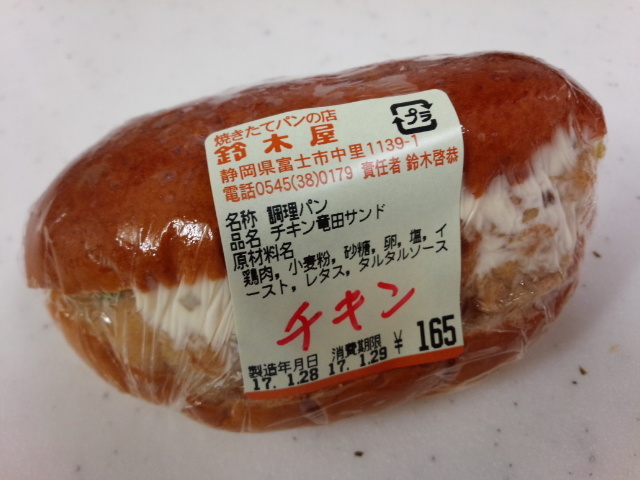 焼きたてパンの店
鈴木屋
プラ
静岡県富士市中里1139-1
電話0545(38)0179 責任者 鈴木啓恭
名称 調理パン
品名 チキン竜田サンド
原材料名
鶏肉，小麦粉，砂糖，卵，塩，イ
ースト，レタス，タルタルソース
チキン
製造年月日 消費期限
17. 1.28 17. 1.29 ¥ 165